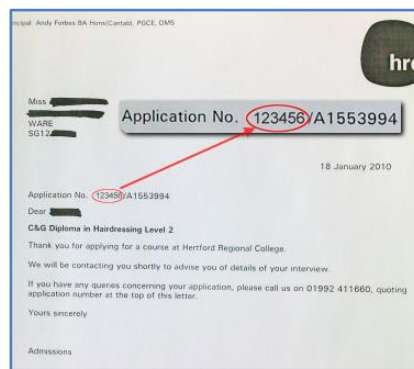 Principal Andy Forbes BA Hons(Cantab), PGCE, DMS
hrc
Miss
WARE
SG12
Application No. 123456/A1553994
18 January 2010
Application No. 123456/A1553994
Dear
C&G Diploma in Hairdressing Level 2
Thank you for applying for a course at Hertford Regional College.
We will be contacting you shortly to advise you of details of your interview.
If you have any queries concerning your application, please call us on 01992 411660, quoting
application number at the top of this letter.
Yours sincerely
Admissions